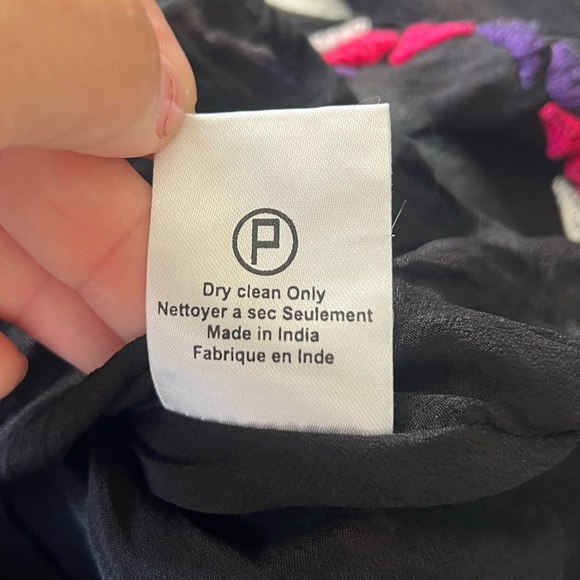 P
Dry clean Only
Nettoyer a sec Seulement
Made in India
Fabrique en Inde